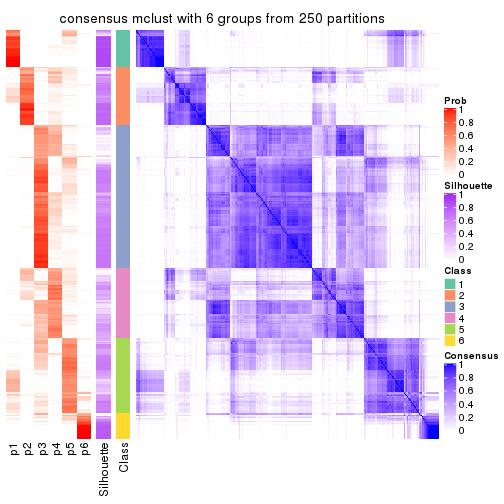 consensus mclust with 6 groups from 250 partitions
Prob
1
0.8
0.6
0.4
0.2
0
Silhouette
1
0.8
0.6
0.4
0.2
0
Class
1
2
3
4
5
6
Consensus
1
0.8
0.6
0.4
0.2
0
p1
p2
p3
p4
p5
p6
Silhouette
Class